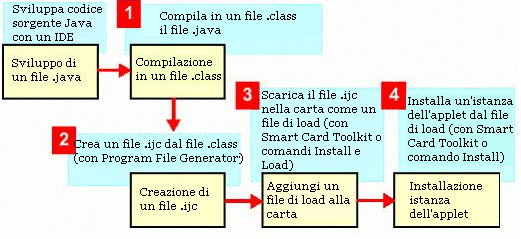 Sviluppa codice
sorgente Java
con un IDE
Sviluppo di
un file .java
1
Compila in un file .class
il file .java
Compilazione
in un file .class
2
Crea un file .ijc dal file .class
(con Program File Generator)
Creazione di
un file .ijc
3
Scarica il file .ijc
nella carta come un
file di load (con
Smart Card Toolkit o
comandi Install e
Load)
Aggiungi un
file di load alla
carta
4
Installa un'istanza
dell'applet dal file
di load (con Smart
Card Toolkit o
comando Install)
Installazione
istanza
dell'applet